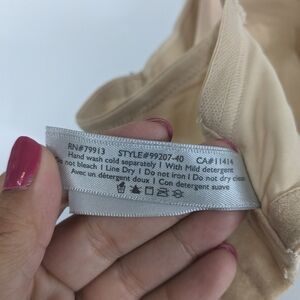 RN#79913 STYLE#99207-40 CA#11414
Hand wash cold separately | With Mild detergent
not bleach | Line Dry | Do not iron | Do not dry clean
Avec un détergent doux | Con detergent suave